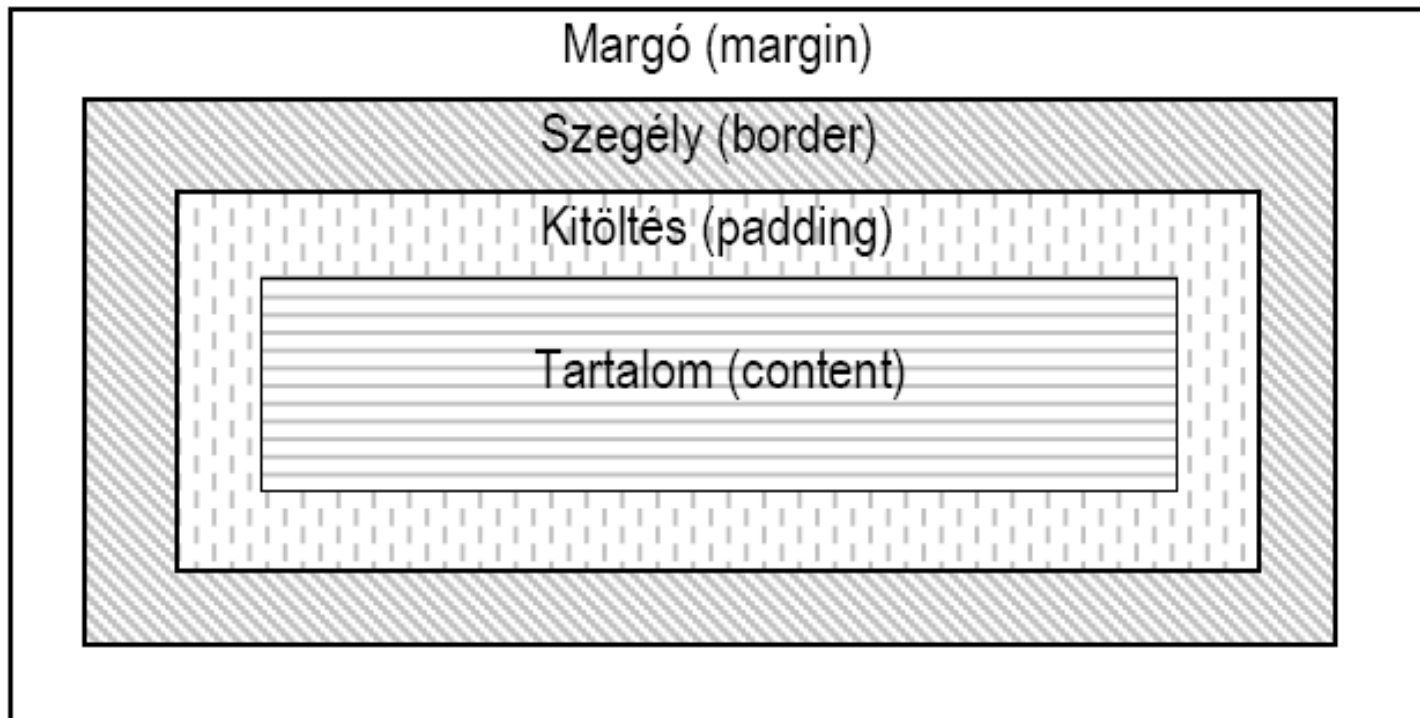 Margó (margin)
Szegély (border)
Kitöltés (padding)
Tartalom (content)